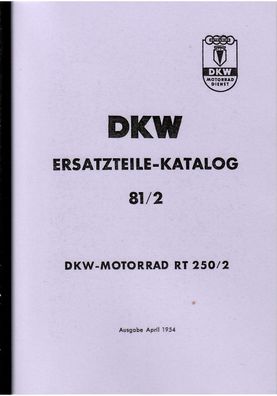 DKW
MOTORRAD
DIENST
DKW
ERSATZTEILE-KATALOG
81/2
DKW-MOTORRAD RT 250/2
Ausgabe April 1954